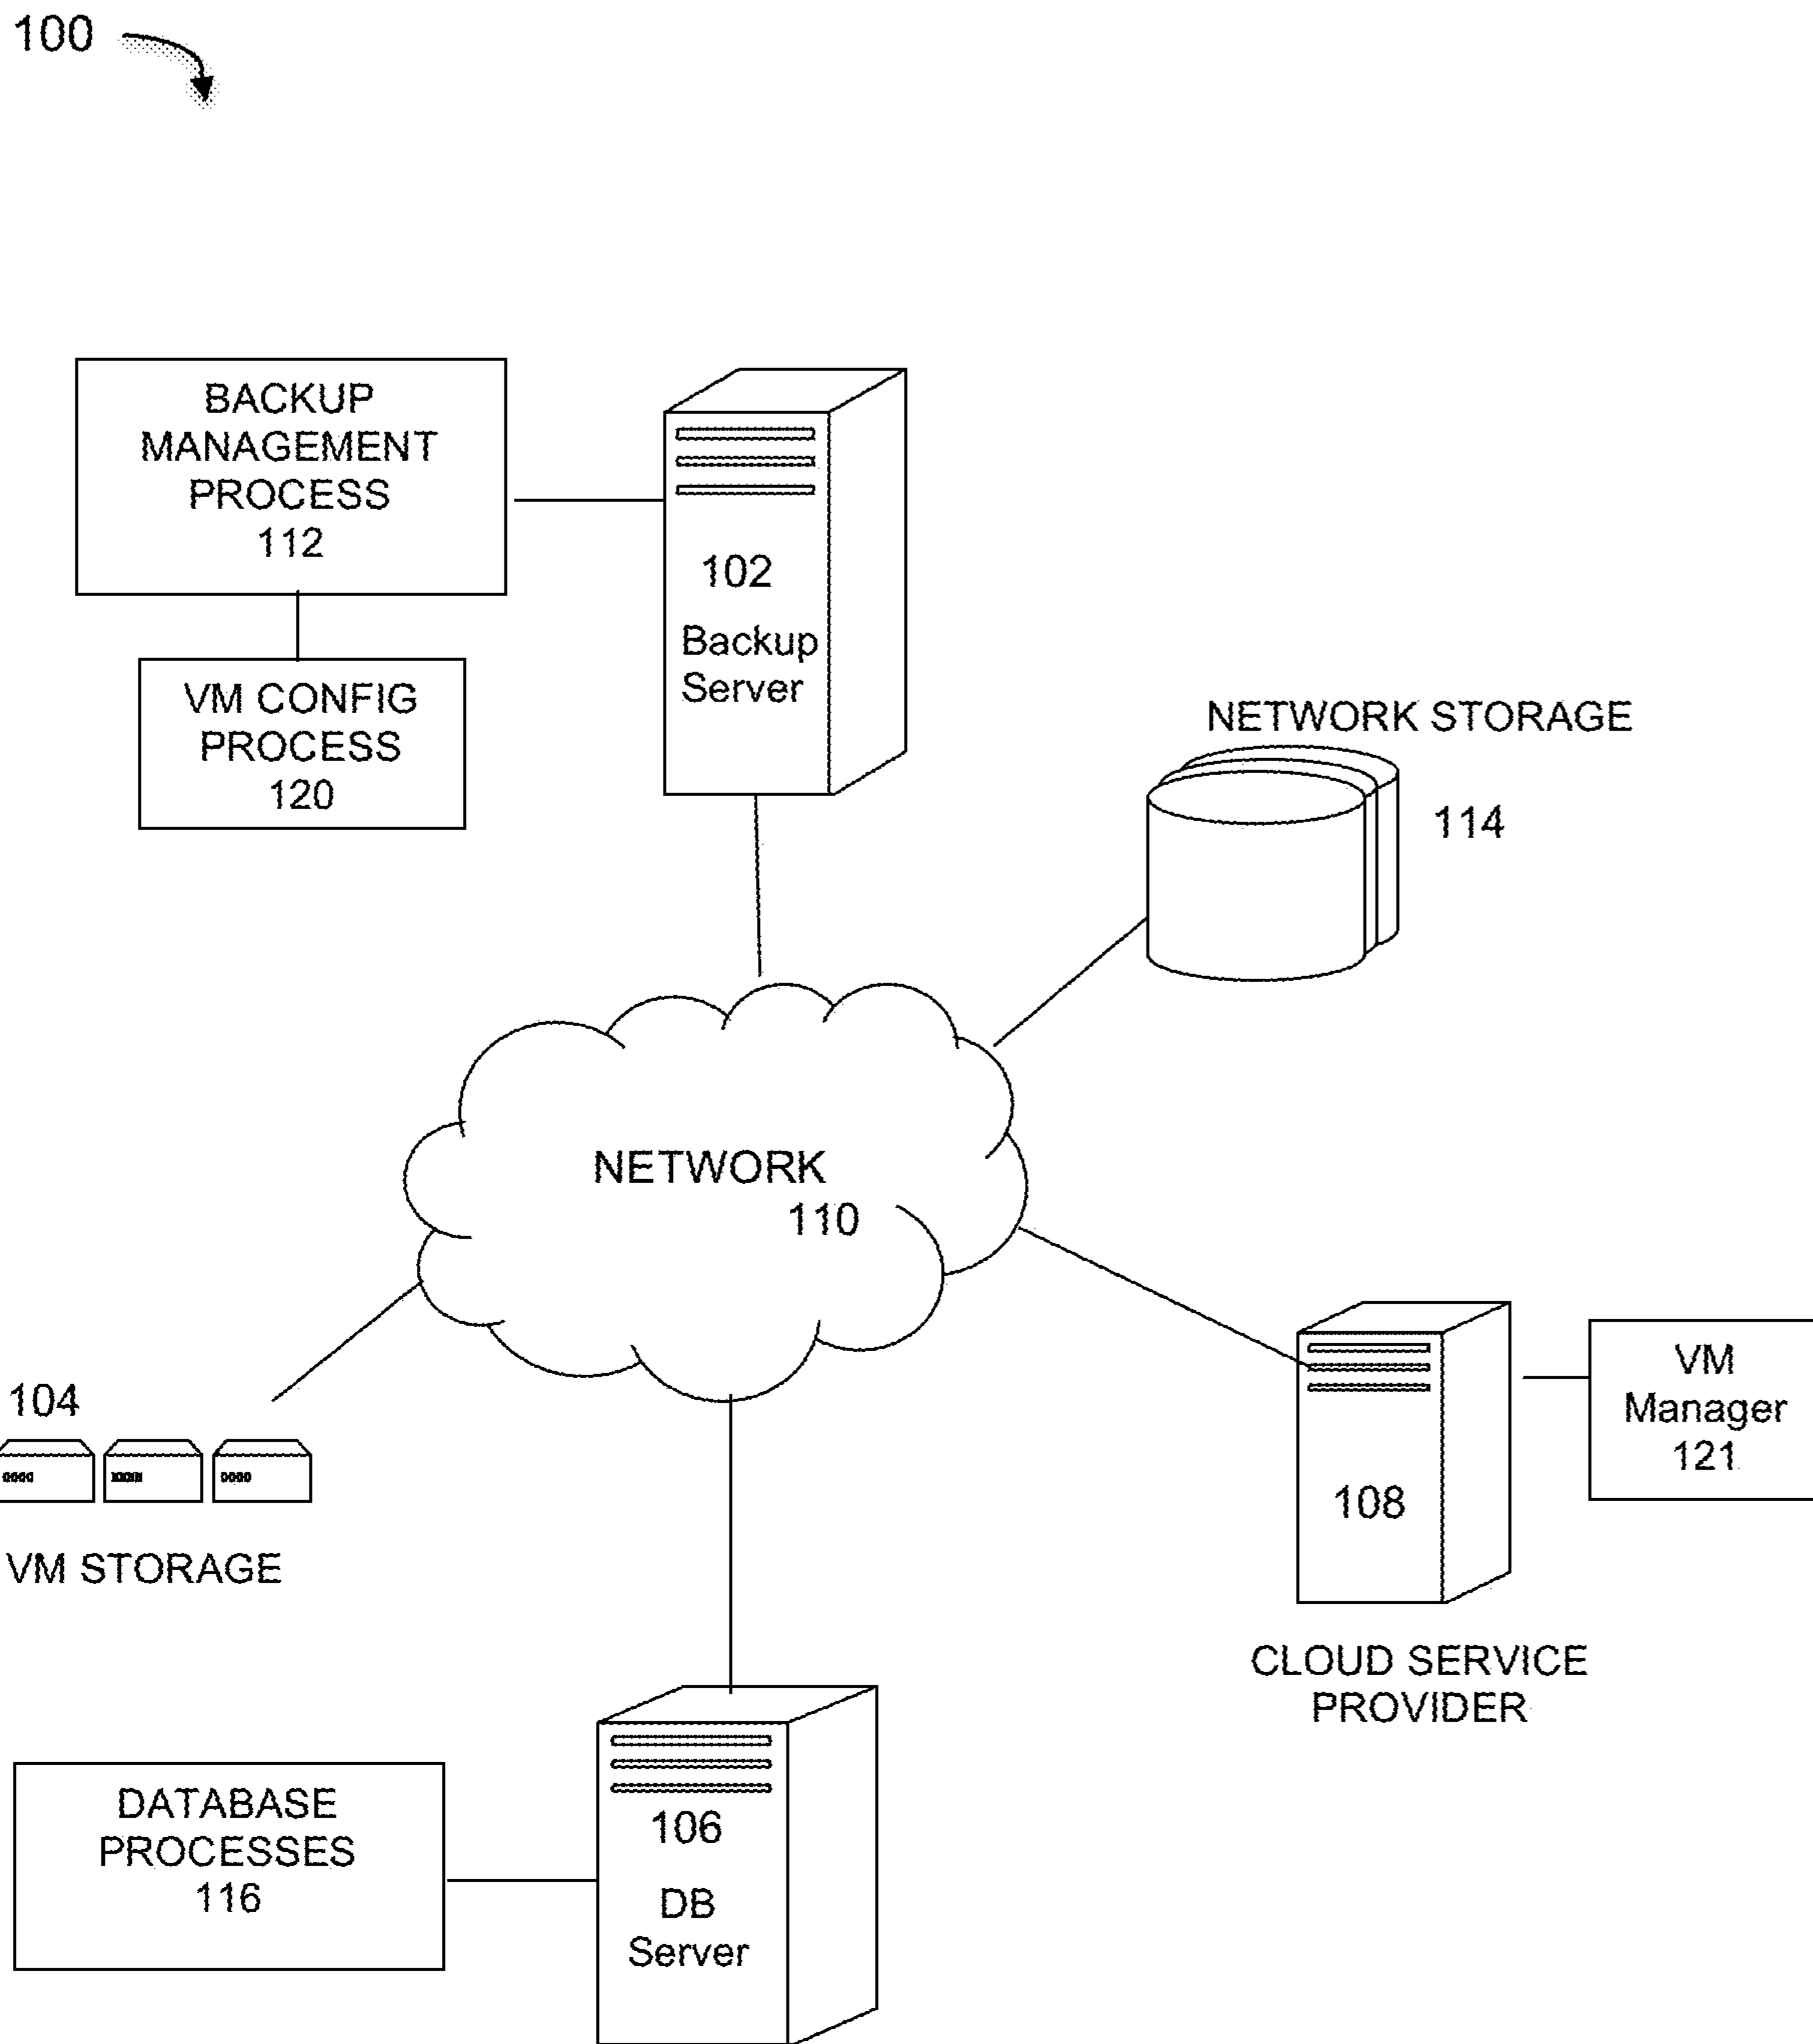 100
BACKUP
MANAGEMENT
PROCESS
112
VM CONFIG
PROCESS
120
102
Backup
Server
NETWORK STORAGE
114
NETWORK
110
104
VM STORAGE
VM
Manager
121
108
CLOUD SERVICE
PROVIDER
DATABASE
PROCESSES
116
106
DB
Server